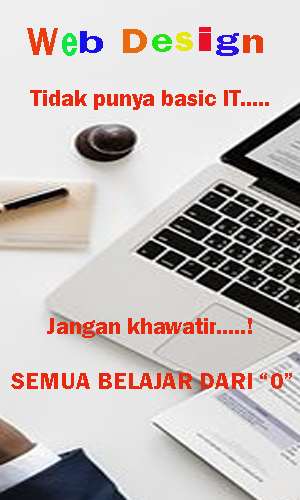 Web Design
Tidak punya basic IT.....
Jangan khawatir.....!
SEMUA BELAJAR DARI “0”